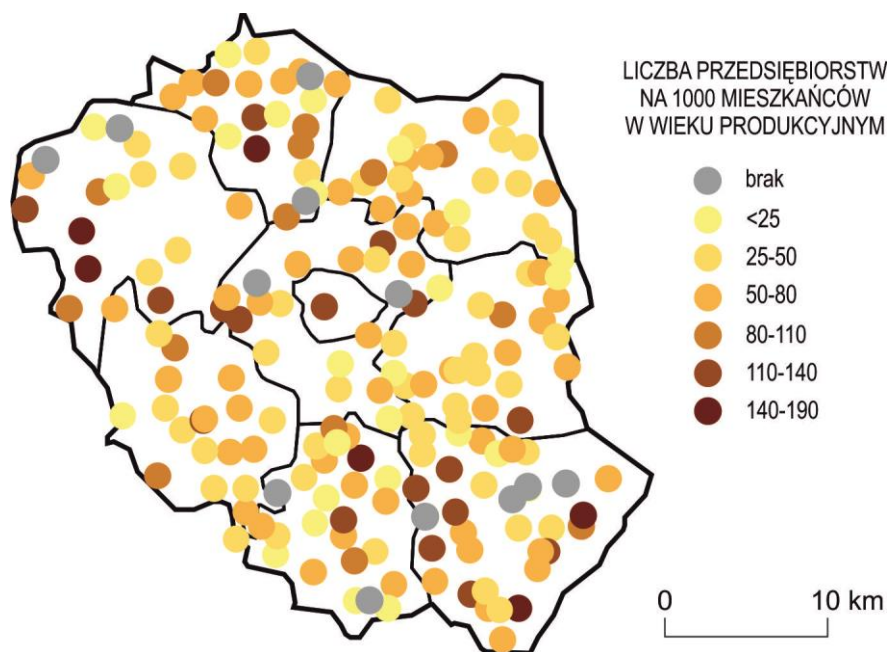 LICZBA PRZEDSIĘBIORSTW
NA 1000 MIESZKAŃCÓW
W WIEKU PRODUKCYJNYM
brak
<25
25-50
50-80
80-110
110-140
140-190
0 10 km